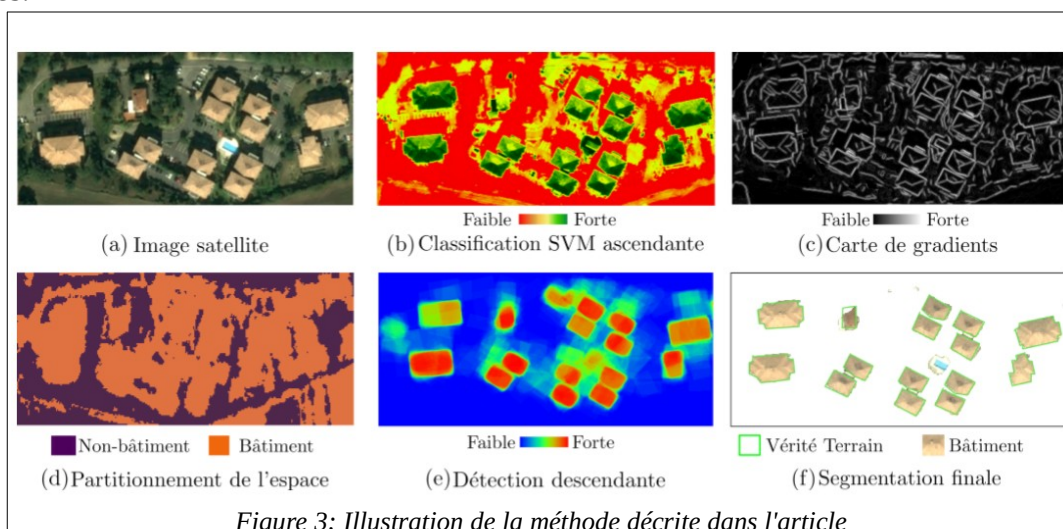 Faible Forte
Faible Forte
(a) Image satellite
(b) Classification SVM ascendante
(c) Carte de gradients
Non-bâtiment Bâtiment
Faible Forte
Vérité Terrain Bâtiment
(d) Partitionnement de l'espace
(e) Détection descendante
(f) Segmentation finale
Figure 3: Illustration de la méthode décrite dans l'article